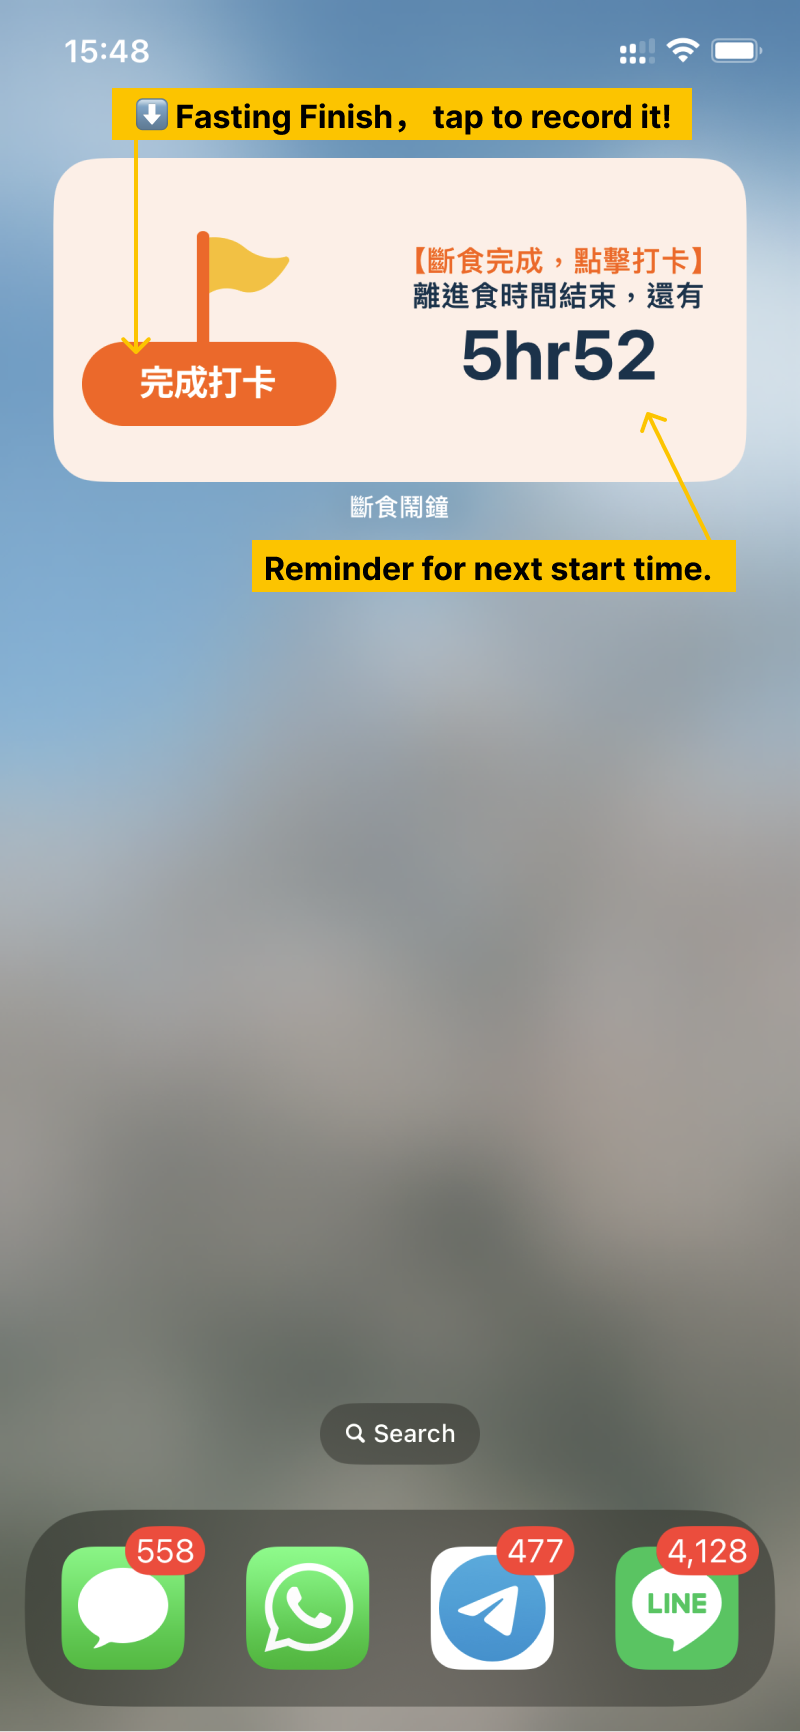 15:48
⬇️ Fasting Finish， tap to record it!
【斷食完成，點擊打卡】
離進食時間結束，還有
5hr52
完成打卡
斷食鬧鐘
Reminder for next start time.
Search
558
477
4,128
LINE